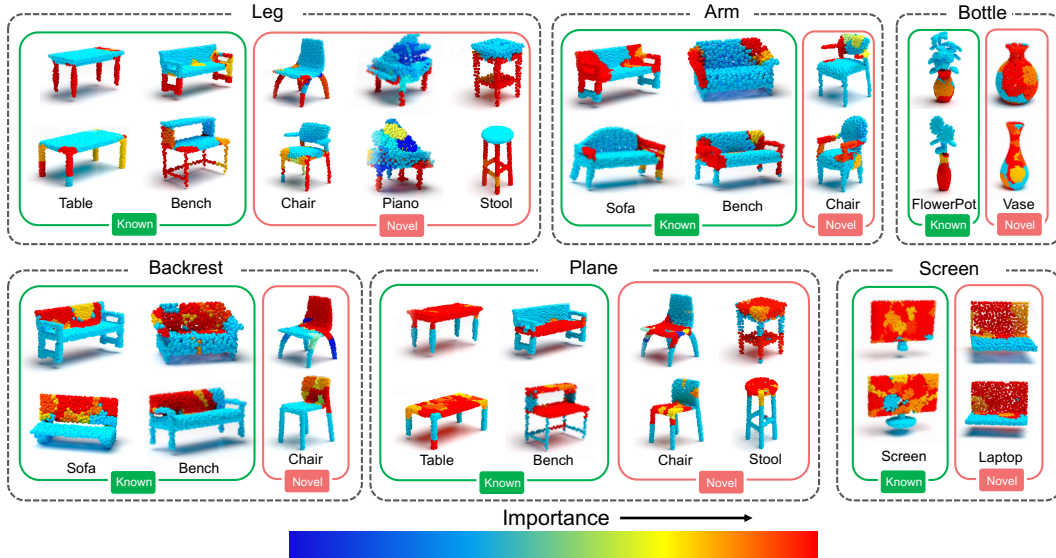 Leg
Arm
Bottle
Table
Bench
Chair
Piano
Stool
Known
Novel
Sofa
Bench
Chair
Known
Novel
FlowerPot
Vase
Known
Novel
Backrest
Plane
Screen
Sofa
Bench
Chair
Known
Novel
Table
Bench
Chair
Stool
Known
Novel
Screen
Laptop
Known
Novel
Importance